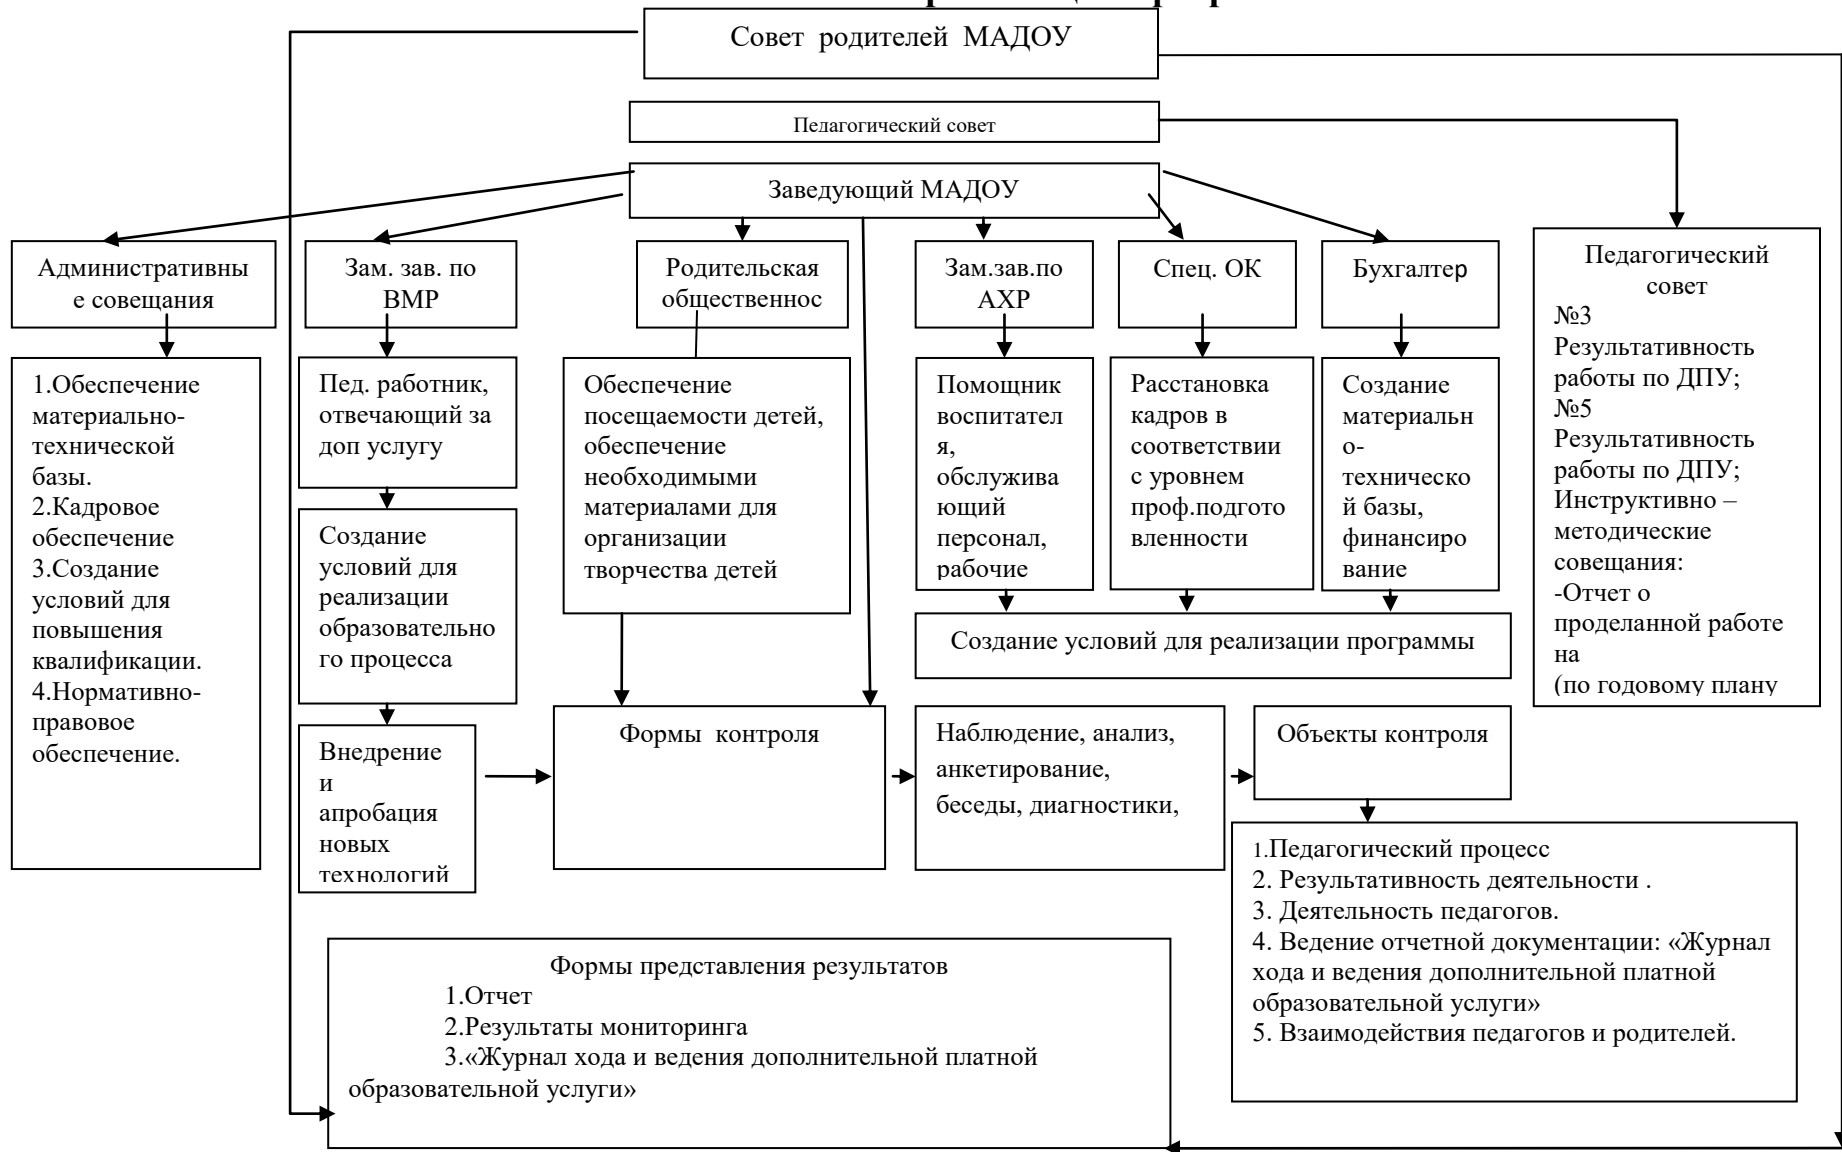 Совет родителей МАДОУ
Педагогический совет
Заведующий МАДОУ
Административны
е совещания
Зам. зав. по
ВМР
Родительская
общественнос
Зам.зав.по
АХР
Спец. ОК
Бухгалтер
Педагогический
совет
№3
Результативность
работы по ДПУ;
№5
Результативность
работы по ДПУ;
Инструктивно –
методические
совещания:
-Отчет о
проделанной работе
на
(по годовому плану
1.Обеспечение
материально-
технической
базы.
2.Кадровое
обеспечение
3.Создание
условий для
повышения
квалификации.
4.Нормативно-
правовое
обеспечение.
Пед. работник,
отвечающий за
доп услугу
Создание
условий для
реализации
образовательно
го процесса
Внедрение
и
апробация
новых
технологий
Обеспечение
посещаемости детей,
обеспечение
необходимыми
материалами для
организации
творчества детей
Помощник
воспитател
я,
обслужива
ющий
персонал,
рабочие
Расстановка
кадров в
соответствии
с уровнем
проф.подгото
вленности
Создание
материальн
о-
техническо
й базы,
финансиро
вание
Создание условий для реализации программы
Формы контроля
Наблюдение, анализ,
анкетирование,
беседы, диагностики,
Объекты контроля
1.Педагогический процесс
2. Результативность деятельности .
3. Деятельность педагогов.
4. Ведение отчетной документации: «Журнал
хода и ведения дополнительной платной
образовательной услуги»
5. Взаимодействия педагогов и родителей.
Формы представления результатов
1.Отчет
2.Результаты мониторинга
3.«Журнал хода и ведения дополнительной платной
образовательной услуги»